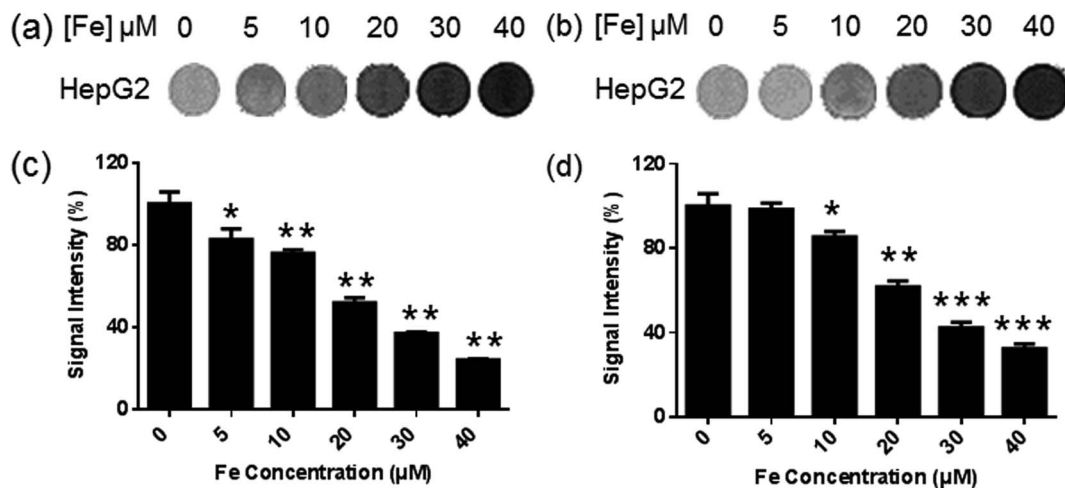 (a) [Fe] µM 0 5 10 20 30 40
HepG2
(b) [Fe] µM 0 5 10 20 30 40
HepG2
(c)
120
80
40
0
Signal Intensity (%)
* ** ** ** **
0 5 10 20 30 40
Fe Concentration (µM)
(d)
120
80
40
0
Signal Intensity (%)
* ** *** ***
0 5 10 20 30 40
Fe Concentration (µM)